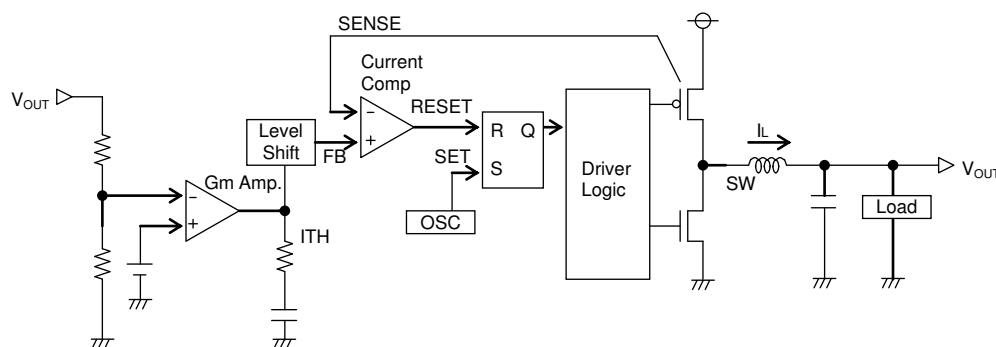 SENSE
Current
Comp
VOUT
−
+
RESET
R Q
S
Level
Shift
FB
SET
Gm Amp.
−
+
OSC
ITH
Driver
Logic
IL
SW
VOUT
Load